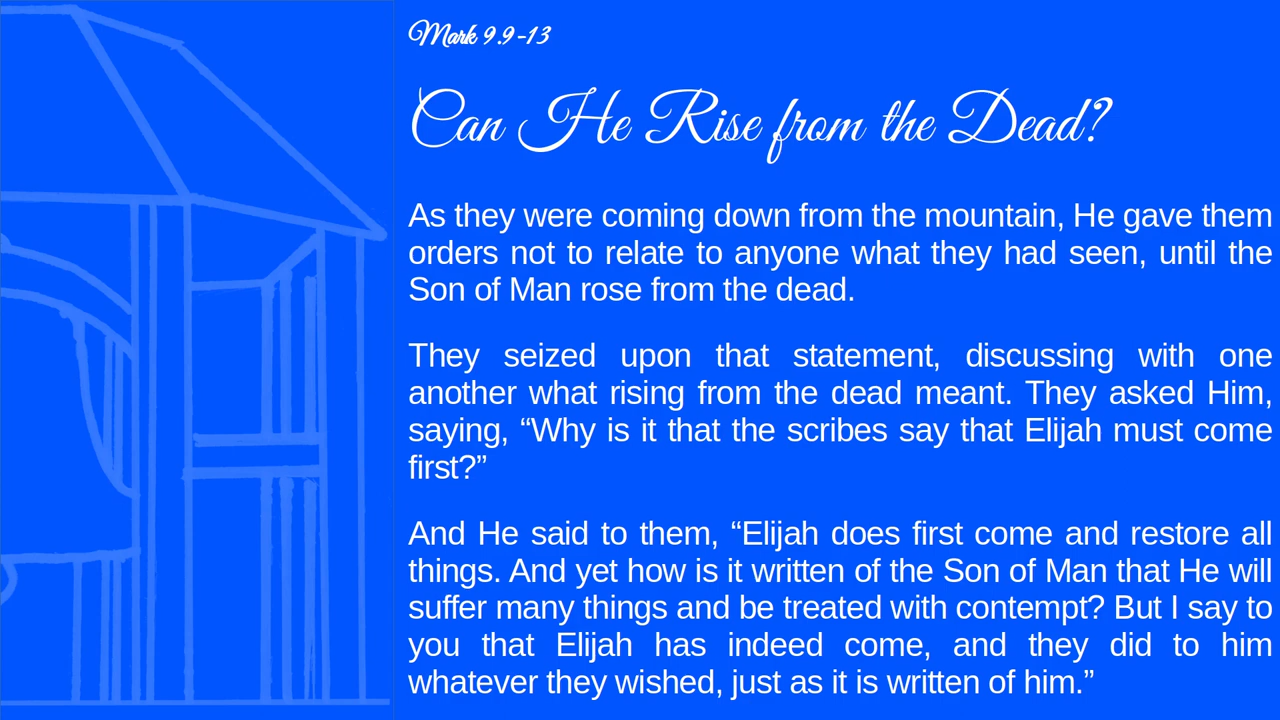 Mark 9.9-13
Can He Rise from the Dead?
As they were coming down from the mountain, He gave them
orders not to relate to anyone what they had seen, until the
Son of Man rose from the dead.
They seized upon that statement, discussing with one
another what rising from the dead meant. They asked Him,
saying, “Why is it that the scribes say that Elijah must come
first?”
And He said to them, “Elijah does first come and restore all
things. And yet how is it written of the Son of Man that He will
suffer many things and be treated with contempt? But I say to
you that Elijah has indeed come, and they did to him
whatever they wished, just as it is written of him.”